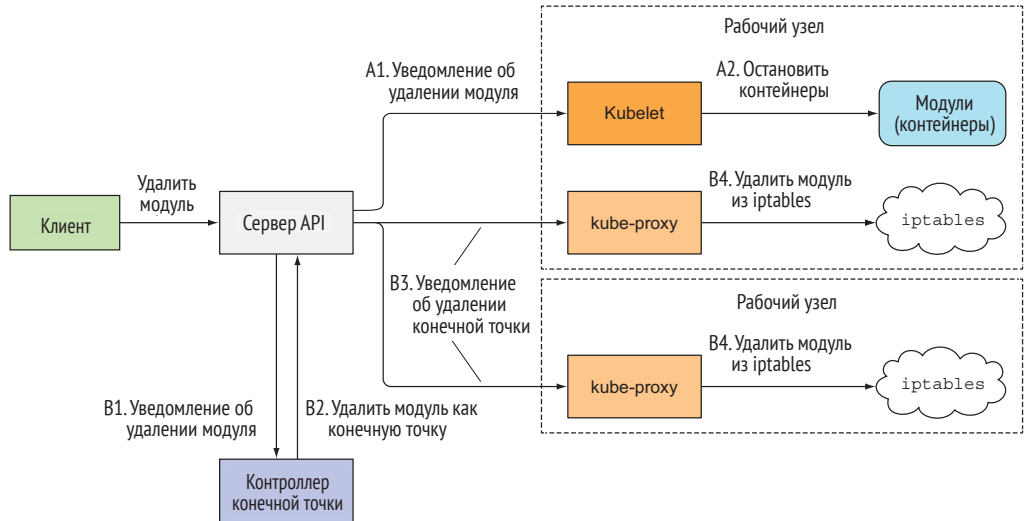 Рабочий узел
A1. Уведомление об
удалении модуля
Kubelet
A2. Остановить
контейнеры
Модули
(контейнеры)
Удалить
модуль
Клиент
Сервер API
kube-proxy
B4. Удалить модуль
из iptables
iptables
B3. Уведомление
об удалении
конечной точки
Рабочий узел
kube-proxy
B4. Удалить модуль
из iptables
iptables
B1. Уведомление об
удалении модуля
B2. Удалить модуль как
конечную точку
Контроллер
конечной точки